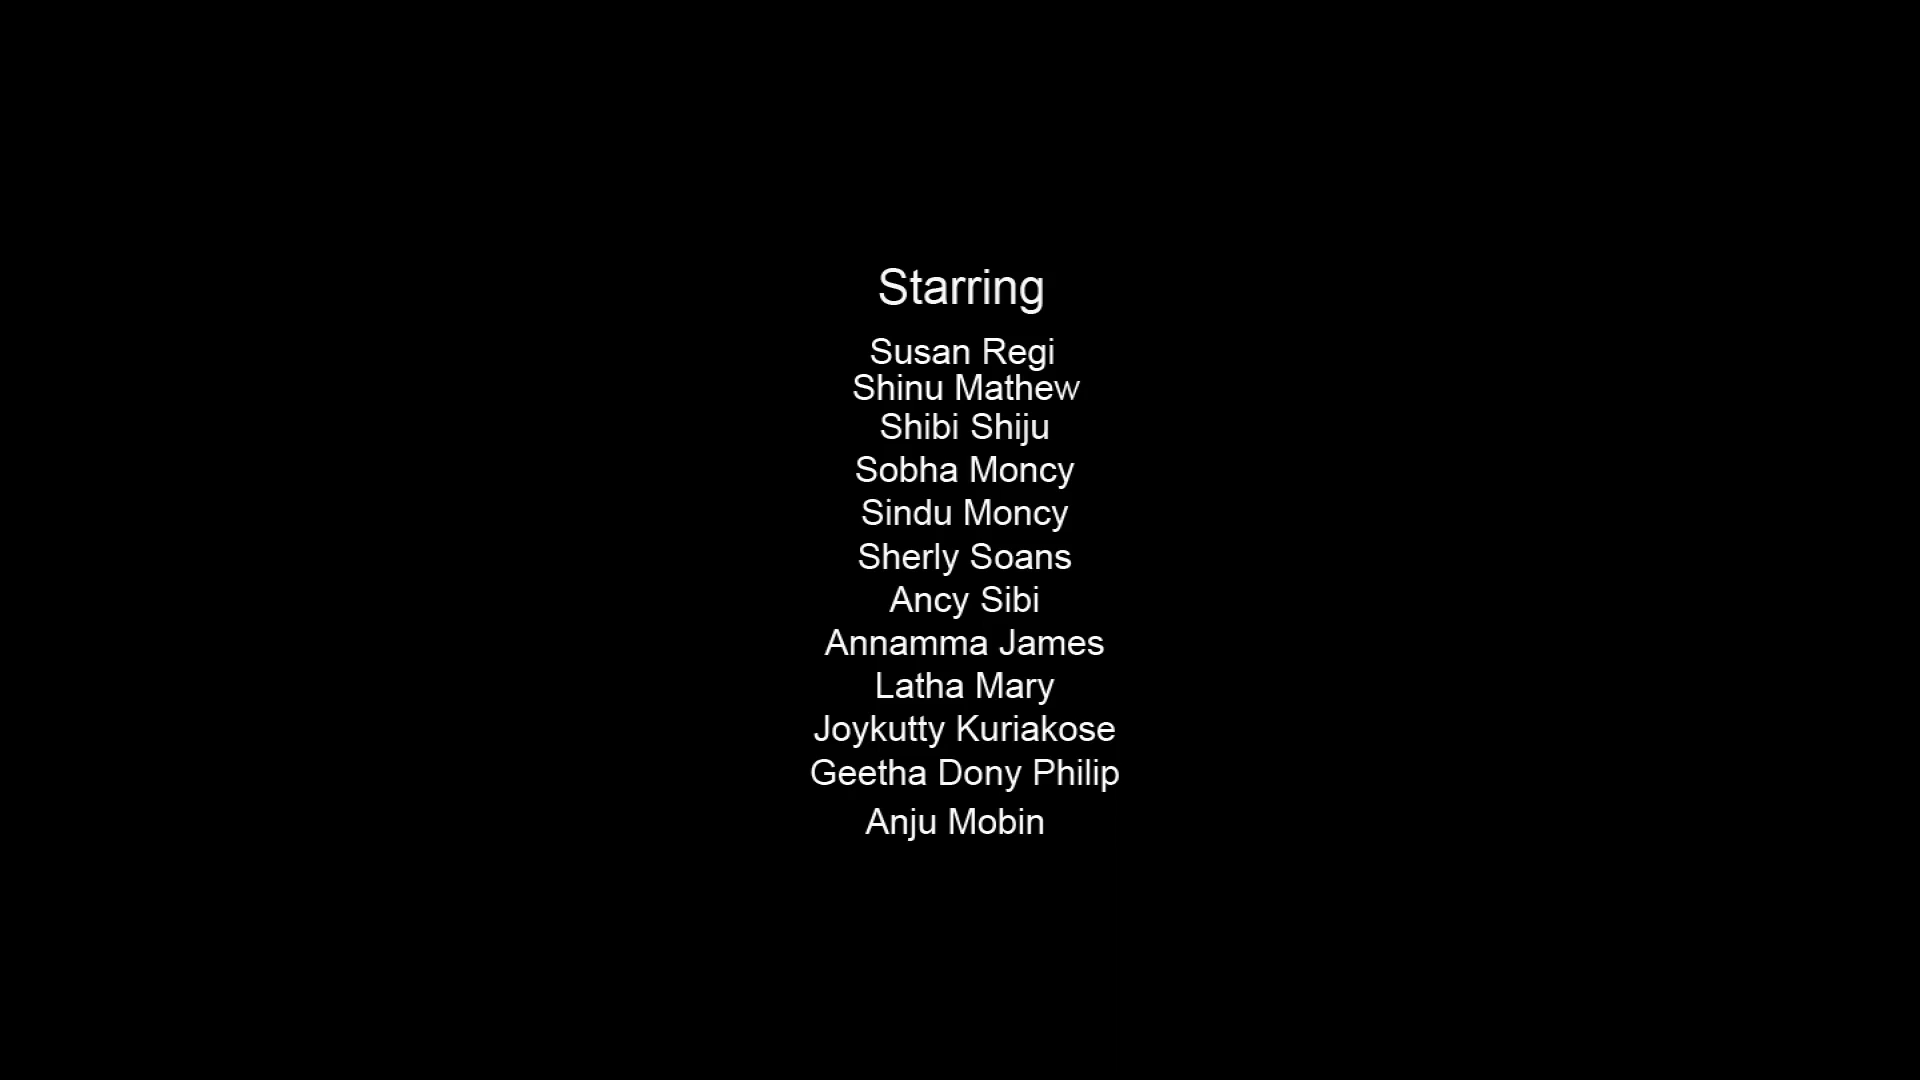 Starring
Susan Regi
Shinu Mathew
Shibi Shiju
Sobha Moncy
Sindu Moncy
Sherly Soans
Ancy Sibi
Annamma James
Latha Mary
Joykutty Kuriakose
Geetha Dony Philip
Anju Mobin